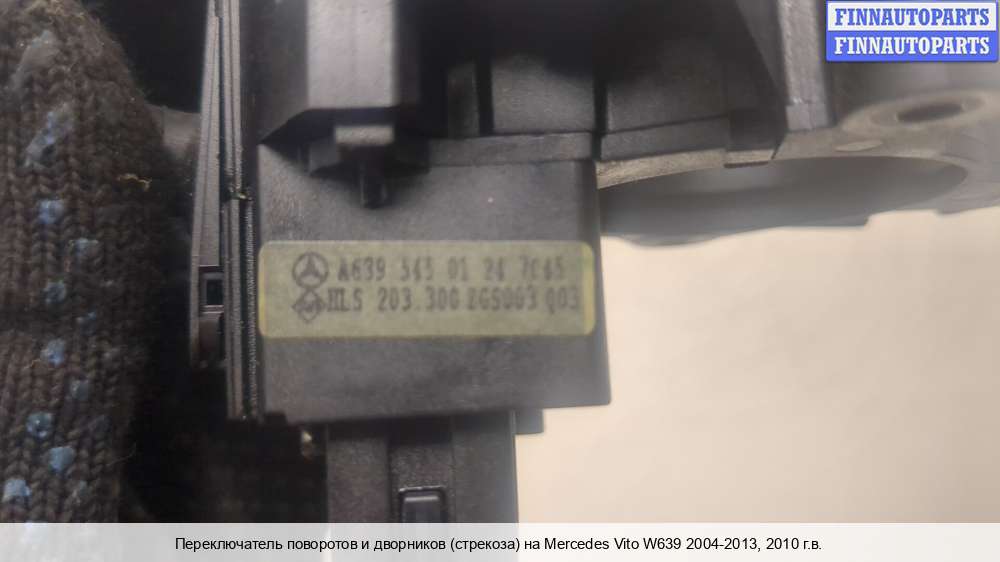 FINNAUTOPARTS
FINNAUTOPARTS
A639 545 01 24 7C45
HLS 203.300 ZGS003 Q03
Переключатель поворотов и дворников (стрекоза) на Mercedes Vito W639 2004-2013, 2010 г.в.